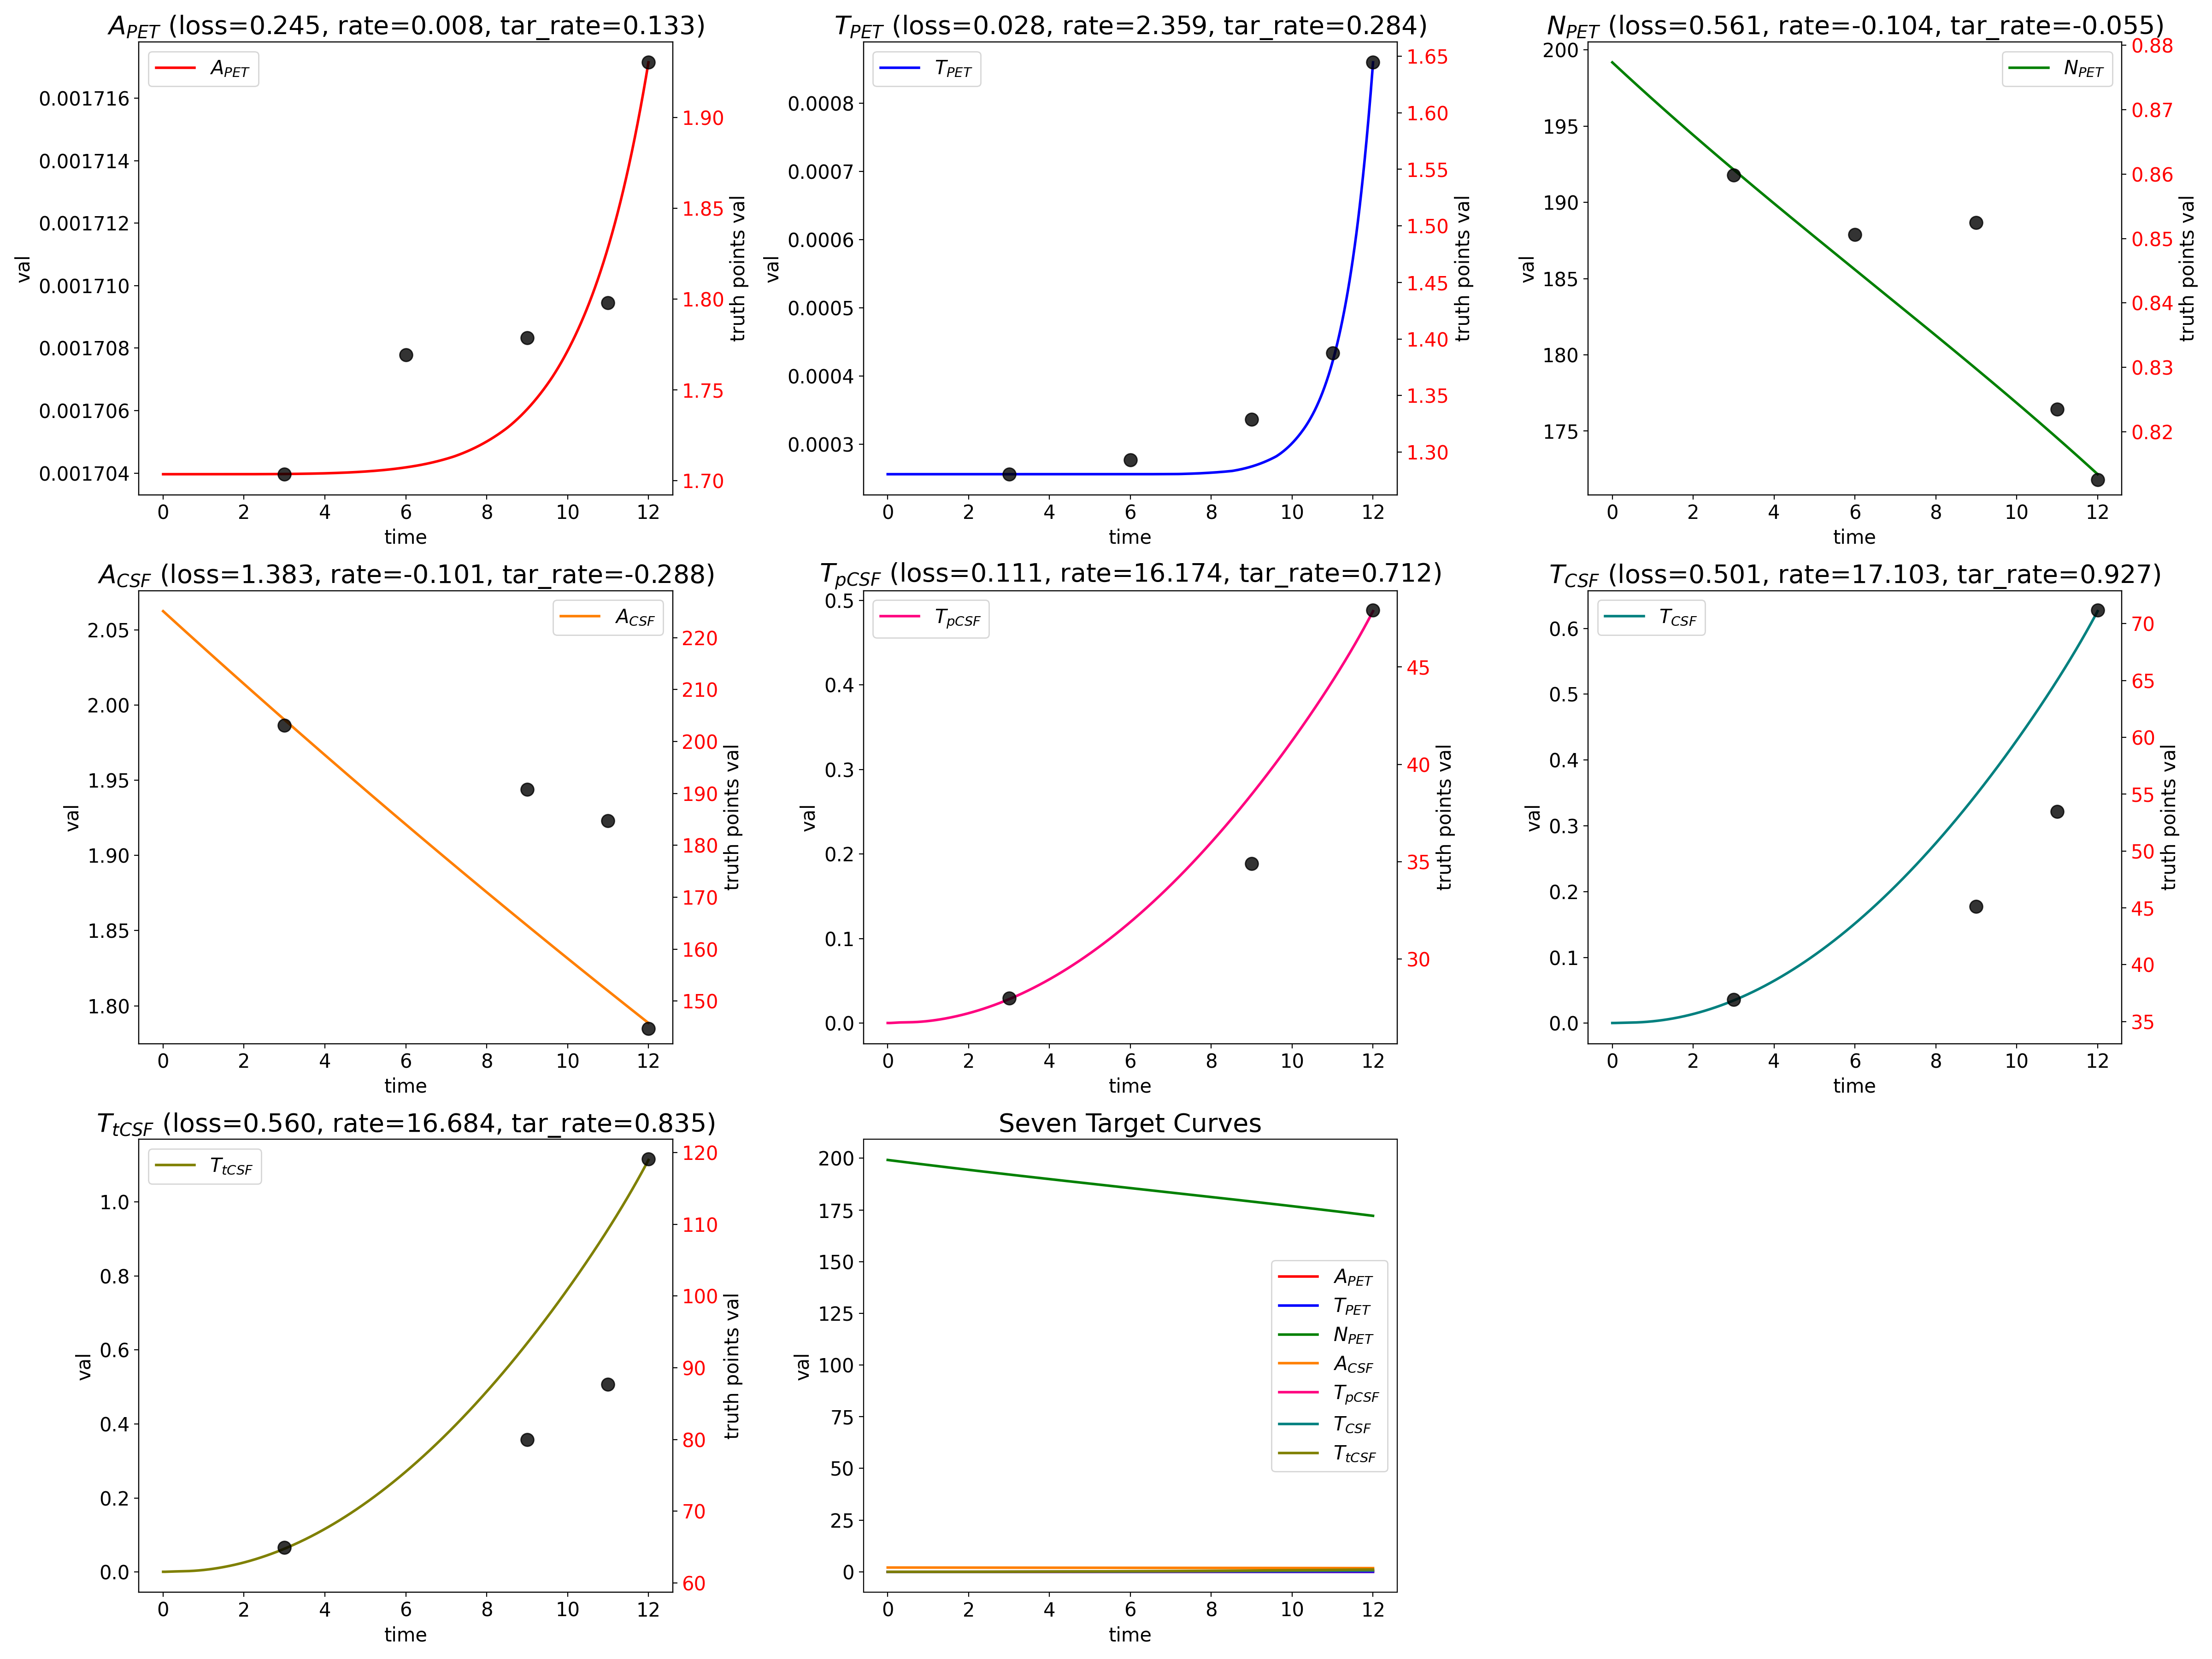 A_PET (loss=0.245, rate=0.008, tar_rate=0.133)
A_PET
0.001716
0.001714
0.001712
0.001710
0.001708
0.001706
0.001704
val
1.90
1.85
1.80
1.75
1.70
truth points val
0 2 4 6 8 10 12
time
T_PET (loss=0.028, rate=2.359, tar_rate=0.284)
T_PET
0.0008
0.0007
0.0006
0.0005
0.0004
0.0003
val
1.65
1.60
1.55
1.50
1.45
1.40
1.35
1.30
truth points val
0 2 4 6 8 10 12
time
N_PET (loss=0.561, rate=-0.104, tar_rate=-0.055)
N_PET
200
195
190
185
180
175
val
0.88
0.87
0.86
0.85
0.84
0.83
0.82
truth points val
0 2 4 6 8 10 12
time
A_CSF (loss=1.383, rate=-0.101, tar_rate=-0.288)
A_CSF
2.05
2.00
1.95
1.90
1.85
1.80
val
220
210
200
190
180
170
160
150
truth points val
0 2 4 6 8 10 12
time
T_pCSF (loss=0.111, rate=16.174, tar_rate=0.712)
T_pCSF
0.5
0.4
0.3
0.2
0.1
0.0
val
45
40
35
30
truth points val
0 2 4 6 8 10 12
time
T_CSF (loss=0.501, rate=17.103, tar_rate=0.927)
T_CSF
0.6
0.5
0.4
0.3
0.2
0.1
0.0
val
70
65
60
55
50
45
40
35
truth points val
0 2 4 6 8 10 12
time
T_tCSF (loss=0.560, rate=16.684, tar_rate=0.835)
T_tCSF
1.0
0.8
0.6
0.4
0.2
0.0
val
120
110
100
90
80
70
60
truth points val
0 2 4 6 8 10 12
time
Seven Target Curves
200
175
150
125
100
75
50
25
0
val
A_PET
T_PET
N_PET
A_CSF
T_pCSF
T_CSF
T_tCSF
0 2 4 6 8 10 12
time